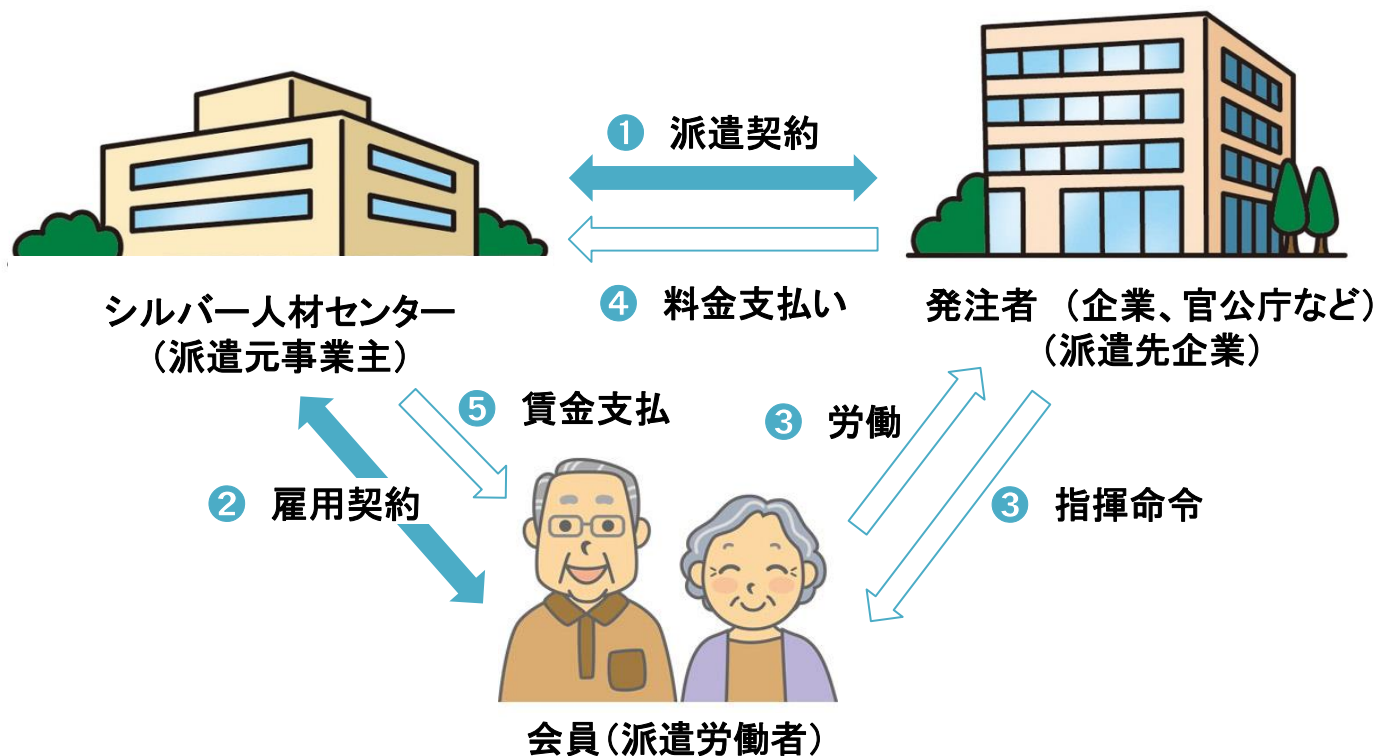 ❶ 派遣契約
❹ 料金支払い
シルバー人材センター
（派遣元事業主）
発注者 （企業、官公庁など）
（派遣先企業）
❺ 賃金支払
❸ 労働
❷ 雇用契約
❸ 指揮命令
会員（派遣労働者）